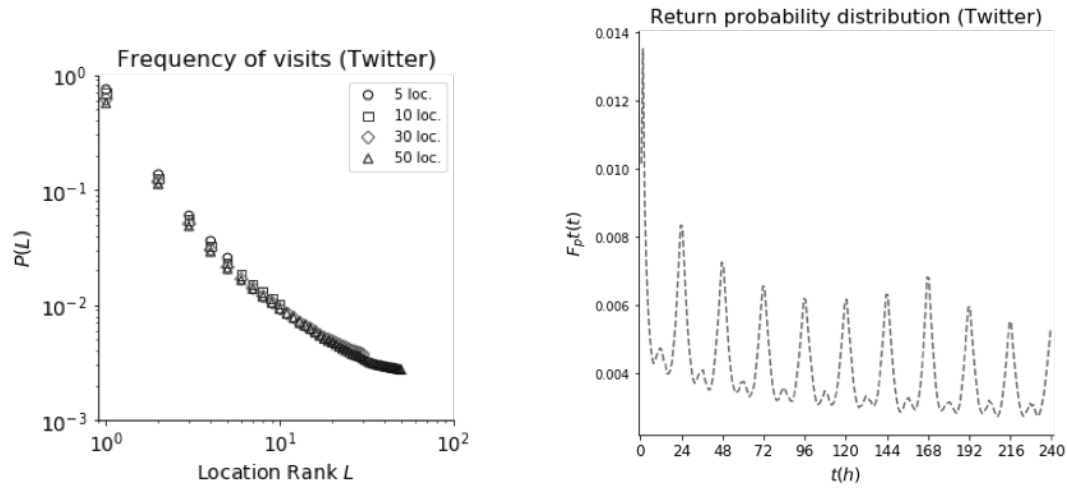 Frequency of visits (Twitter)
10^0
10^-1
10^-2
10^-3
P(L)
5 loc.
10 loc.
30 loc.
50 loc.
10^0
10^1
10^2
Location Rank L
Return probability distribution (Twitter)
0.014
0.012
0.010
0.008
0.006
0.004
F_pt(t)
0 24 48 72 96 120 144 168 192 216 240
t(h)